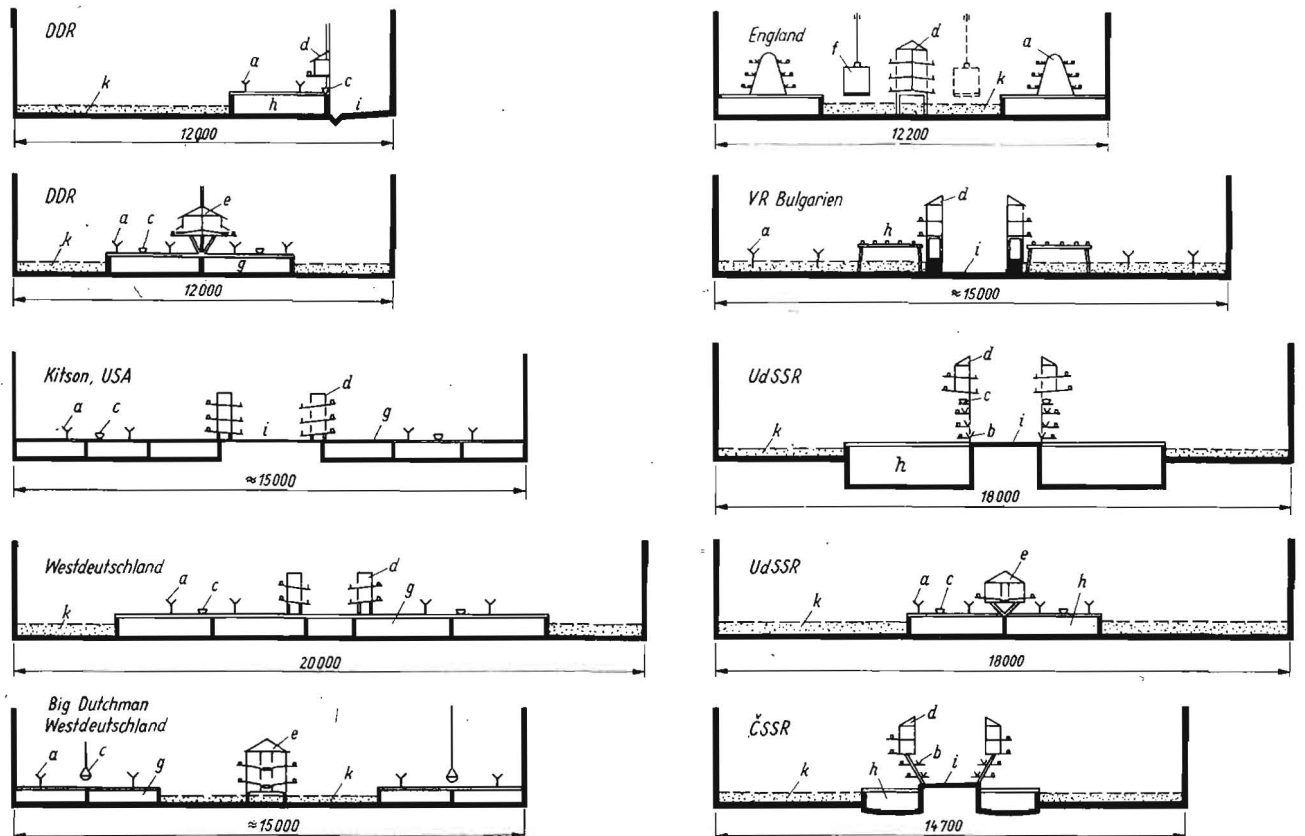 DDR
d
a
c
k
h
i
12000
DDR
e
a
c
k
g
12000
Kitson, USA
d
a
c
g
i
≈15000
Westdeutschland
d
a
c
g
k
20000
Big Dutchman
Westdeutschland
e
a
c
g
k
≈15000
England
d
a
f
k
12200
VR Bulgarien
d
h
a
i
≈15000
UdSSR
d
c
b
i
k
h
18000
UdSSR
e
a
c
h
k
18000
ČSSR
d
b
i
k
h
14700